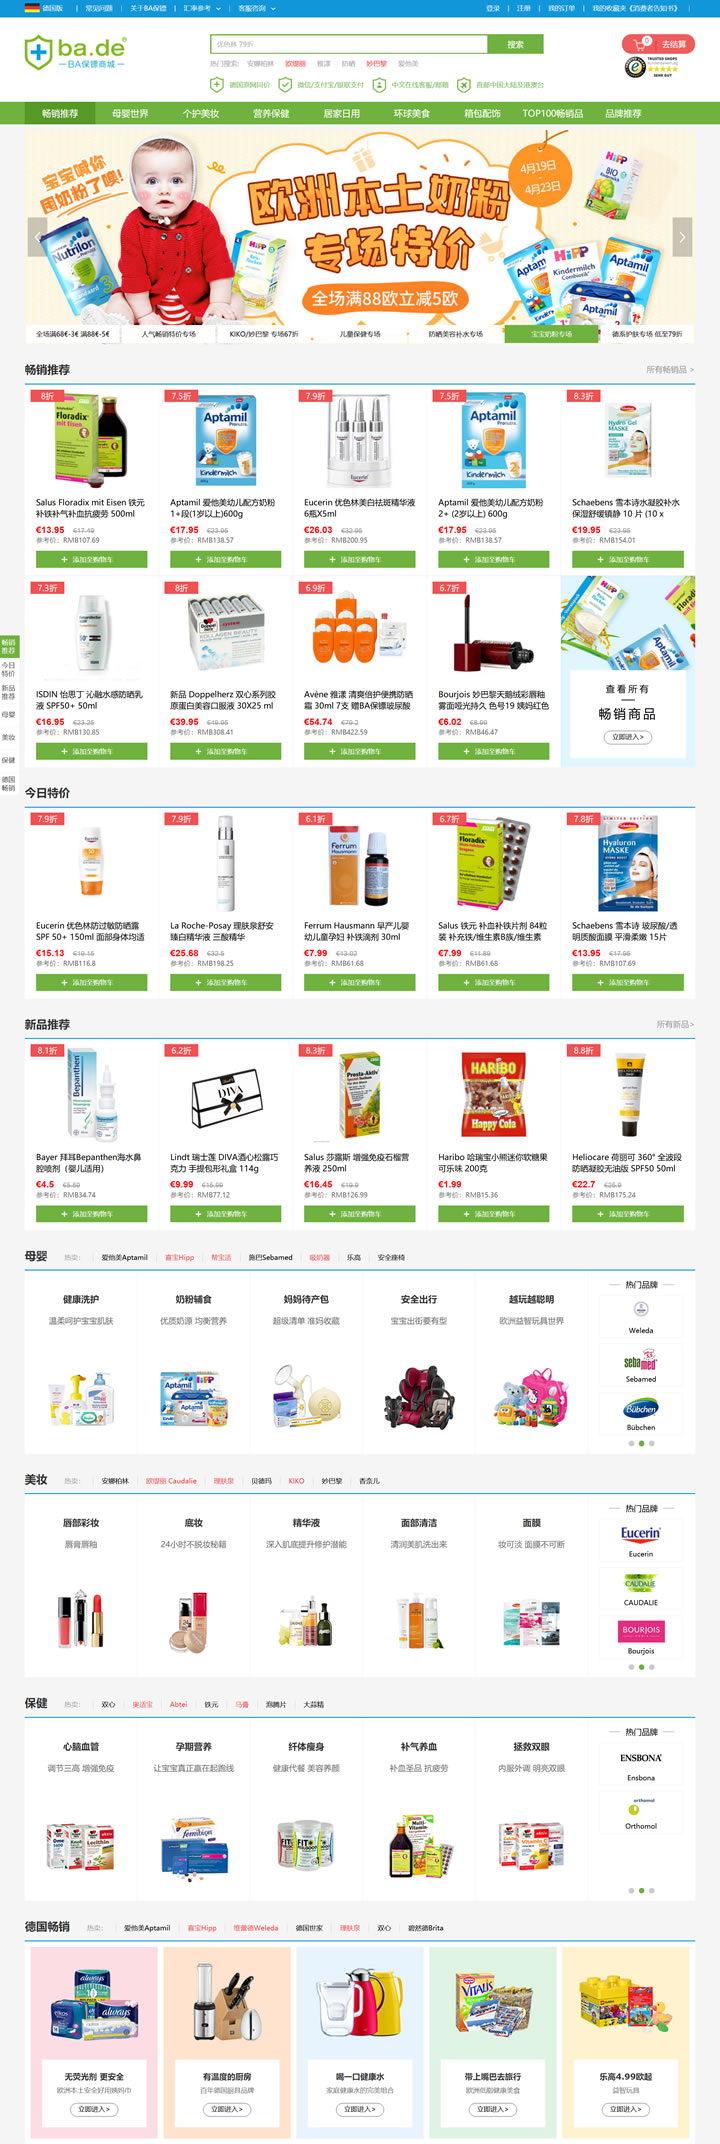 德国版 | 常见问题 | 关于BA保镖 | 汇率参考 | 客服咨询
登录 | 注册 | 我的订单 | 我的收藏夹《消费者告知书》
ba.de
BA保镖商城
优色林 79折
搜索
0 去结算
热门搜索: 安娜柏林 欧缇丽 雅漾 防晒 妙巴黎 爱他美
德国原网同价 微信/支付宝/银联支付 中文在线客服/邮箱 直邮中国大陆及港澳台
畅销推荐 母婴世界 个护美妆 营养保健 居家日用 环球美食 箱包配饰 TOP100畅销品 品牌推荐
宝宝喊你
囤奶粉了噢!
欧洲本土奶粉
专场特价
全场满88欧立减5欧
4月19日
4月23日
全场满68€-3€ 满88€-5€ 人气畅销特价专场 KIKO/妙巴黎 专场67折 儿童保健专场 防晒美容补水专场 宝宝奶粉专场 德系护肤专场 低至79折
畅销推荐 所有畅销品 >
8折 7.5折 7.9折 7.5折 8.3折
Salus Floradix mit Eisen 铁元
补铁补气补血抗疲劳 500ml
€13.95 €17.49
参考价: RMB107.69
添加至购物车
Aptamil 爱他美幼儿配方奶粉
1+段(1岁以上)600g
€17.95 €23.95
参考价: RMB138.57
添加至购物车
Eucerin 优色林美白祛斑精华液
6瓶X5ml
€26.03 €32.95
参考价: RMB200.95
添加至购物车
Aptamil 爱他美幼儿配方奶粉
2+ (2岁以上) 600g
€17.95 €23.95
参考价: RMB138.57
添加至购物车
Schaebens 雪本诗水凝胶补水
保湿舒缓镇静 10 片 (10 x
€19.95 €23.95
参考价: RMB154.01
添加至购物车
畅销
推荐
今日
特价
新品
推荐
母婴
美妆
保健
德国
畅销
7.3折 8折 6.9折 6.7折
ISDIN 怡思丁 沁融水感防晒乳
液 SPF50+ 50ml
€16.95 €23.25
参考价: RMB130.85
添加至购物车
新品 Doppelherz 双心系列胶
原蛋白美容口服液 30X25 ml
€39.95 €49.95
参考价: RMB308.41
添加至购物车
Avène 雅漾 清爽倍护便携防晒
霜 30ml 7支 赠BA保镖玻尿酸
€54.74 €79.2
参考价: RMB422.59
添加至购物车
Bourjois 妙巴黎天鹅绒彩唇釉
雾面哑光持久 色号19 姨妈红色
€6.02 €8.99
参考价: RMB46.47
添加至购物车
查看所有
畅销商品
立即进入>
今日特价
7.9折 7.9折 6.1折 6.7折 7.8折
Eucerin 优色林防过敏防晒露
SPF 50+ 150ml 面部身体均适
€15.13 €19.15
参考价: RMB116.8
添加至购物车
La Roche-Posay 理肤泉舒安
臻白精华液 三酸精华
€25.68 €32.5
参考价: RMB198.25
添加至购物车
Ferrum Hausmann 早产儿婴
幼儿童孕妇 补铁滴剂 30ml
€7.99 €13.02
参考价: RMB61.68
添加至购物车
Salus 铁元 补血补铁片剂 84粒
装 补充铁/维生素B族/维生素
€7.99 €11.89
参考价: RMB61.68
添加至购物车
Schaebens 雪本诗 玻尿酸/透
明质酸面膜 平滑柔嫩 15片
€13.95 €17.95
参考价: RMB107.69
添加至购物车
新品推荐 所有新品>
8.1折 6.2折 8.3折 8.8折
Bayer 拜耳Bepanthen海水鼻
腔喷剂（婴儿适用）
€4.5 €5.59
参考价: RMB34.74
添加至购物车
Lindt 瑞士莲 DIVA酒心松露巧
克力 手提包形礼盒 114g
€9.99 €15.99
参考价: RMB77.12
添加至购物车
Salus 莎露斯 增强免疫石榴营
养液 250ml
€16.45 €19.9
参考价: RMB126.99
添加至购物车
Haribo 哈瑞宝小熊迷你软糖果
可乐味 200克
€1.99
参考价: RMB15.36
添加至购物车
Heliocare 荷丽可 360° 全波段
防晒凝胶无油版 SPF50 50ml
€22.7 €25.9
参考价: RMB175.24
添加至购物车
母婴 热卖: 爱他美Aptamil 喜宝Hipp 帮宝适 施巴Sebamed 吸奶器 乐高 安全座椅
健康洗护 奶粉辅食 妈妈待产包 安全出行 越玩越聪明
温柔呵护宝宝肌肤 优质奶源 均衡营养 超级清单 准妈收藏 宝宝出街要有型 欧洲益智玩具世界
热门品牌
Weleda
Sebamed
Bübchen
美妆 热卖: 安娜柏林 欧缇丽 Caudalie 理肤泉 贝德玛 KIKO 妙巴黎 香奈儿
唇部彩妆 底妆 精华液 面部清洁 面膜
唇膏唇釉 24小时不脱妆秘籍 深入肌底提升修护潜能 清润美肌洗出来 妆可淡 面膜不可断
热门品牌
Eucerin
Eucerin
CAUDALIE
CAUDALIE
BOURJOIS
Bourjois
保健 热卖: 双心 奥适宝 Abtei 铁元 马膏 泡腾片 大蒜精
心脑血管 孕期营养 纤体瘦身 补气养血 拯救双眼
调节三高 增强免疫 让宝宝真正赢在起跑线 健康代餐 美容养颜 补血圣品 抗疲劳 内服外调 明亮双眼
热门品牌
ENSBONA
Ensbona
orthomol
Orthomol
德国畅销 热卖: 爱他美Aptamil 喜宝Hipp 维蕾德Weleda 德国世家 理肤泉 双心 碧然德Brita
无荧光剂 更安全 有温度的厨房 喝一口健康水 带上嘴巴去旅行 乐高4.99欧起
欧洲本土安全好用姨妈巾 百年德国厨具品牌 家庭健康水的完美组合 欧洲低脂健康美食 益智玩具
立即进入> 立即进入> 立即进入> 立即进入> 立即进入>